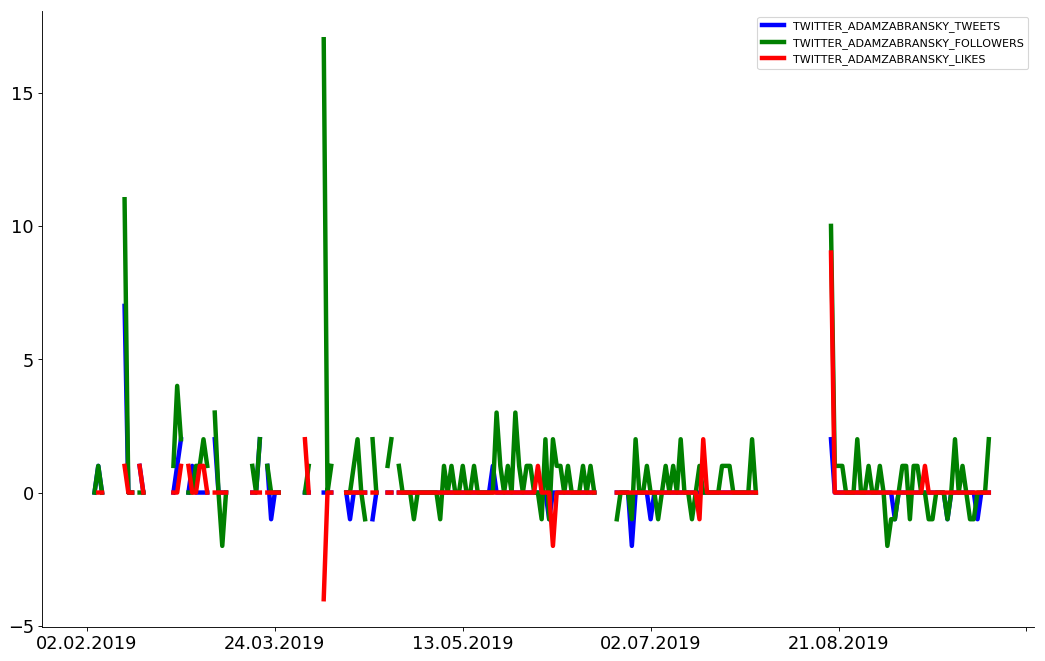 TWITTER_ADAMZABRANSKY_TWEETS
TWITTER_ADAMZABRANSKY_FOLLOWERS
TWITTER_ADAMZABRANSKY_LIKES
15
10
5
0
−5
02.02.2019 24.03.2019 13.05.2019 02.07.2019 21.08.2019